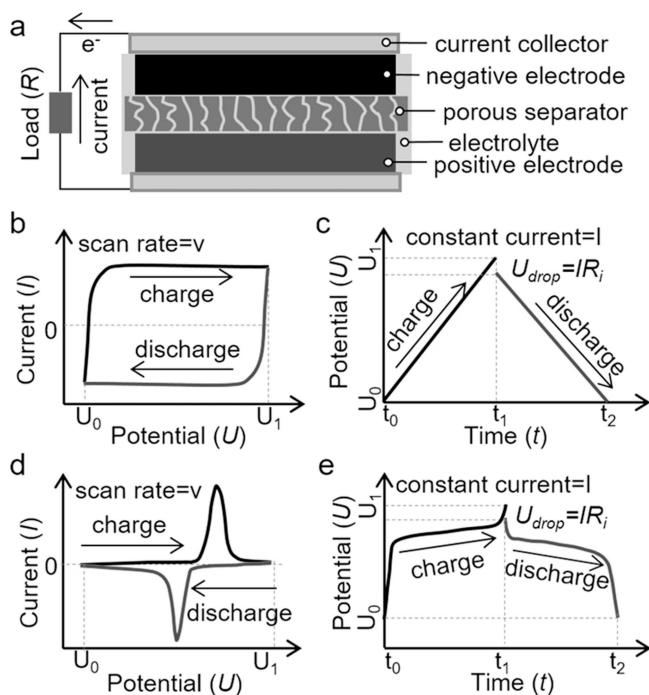 a
e-
Load (R)
current
current collector
negative electrode
porous separator
electrolyte
positive electrode
b
scan rate=v
charge
discharge
Current (I)
0
U₀
U₁
Potential (U)
c
constant current=I
U_drop=IRᵢ
charge
discharge
Potential (U)
U₁
U₀
t₀
t₁
t₂
Time (t)
d
scan rate=v
charge
discharge
Current (I)
0
U₀
U₁
Potential (U)
e
constant current=I
U_drop=IRᵢ
charge
discharge
Potential (U)
U₁
U₀
t₀
t₁
t₂
Time (t)